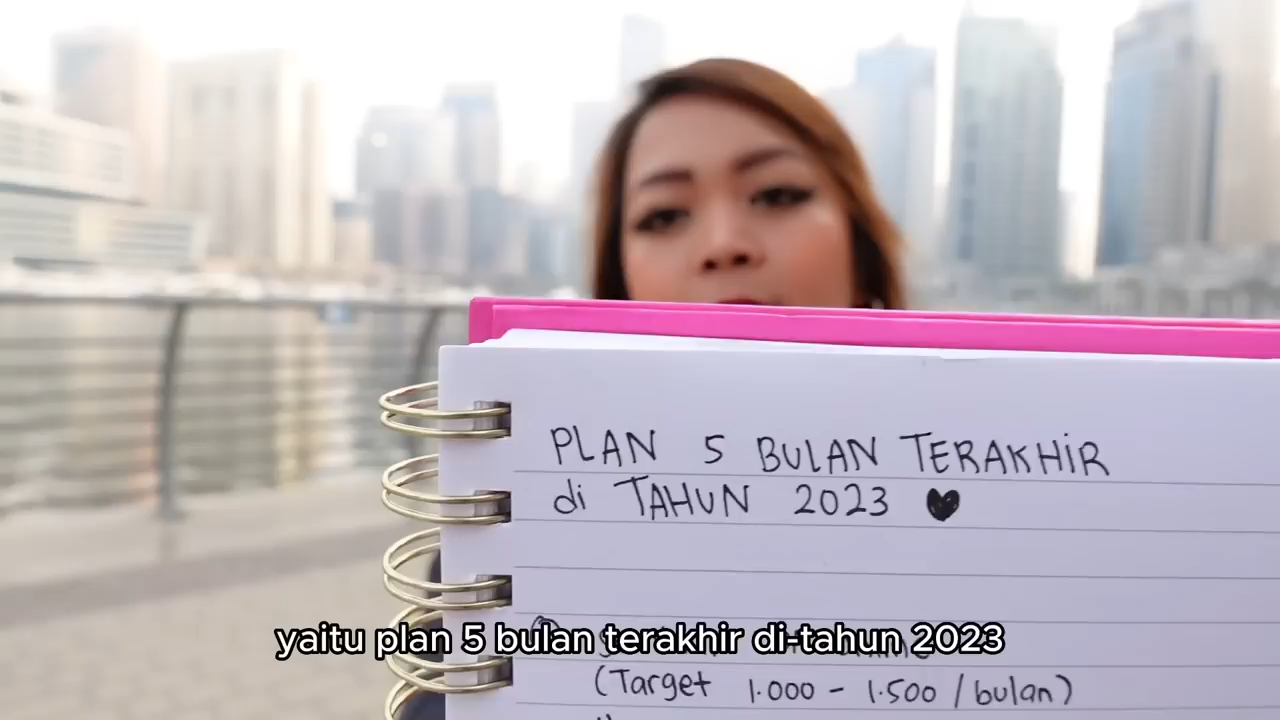 PLAN 5 BULAN TERAKHiR
di TAHUN 2023 ♥
yaitu plan 5 bulan terakhir di-tahun 2023
(Target 1.000 - 1.500 / bulan)